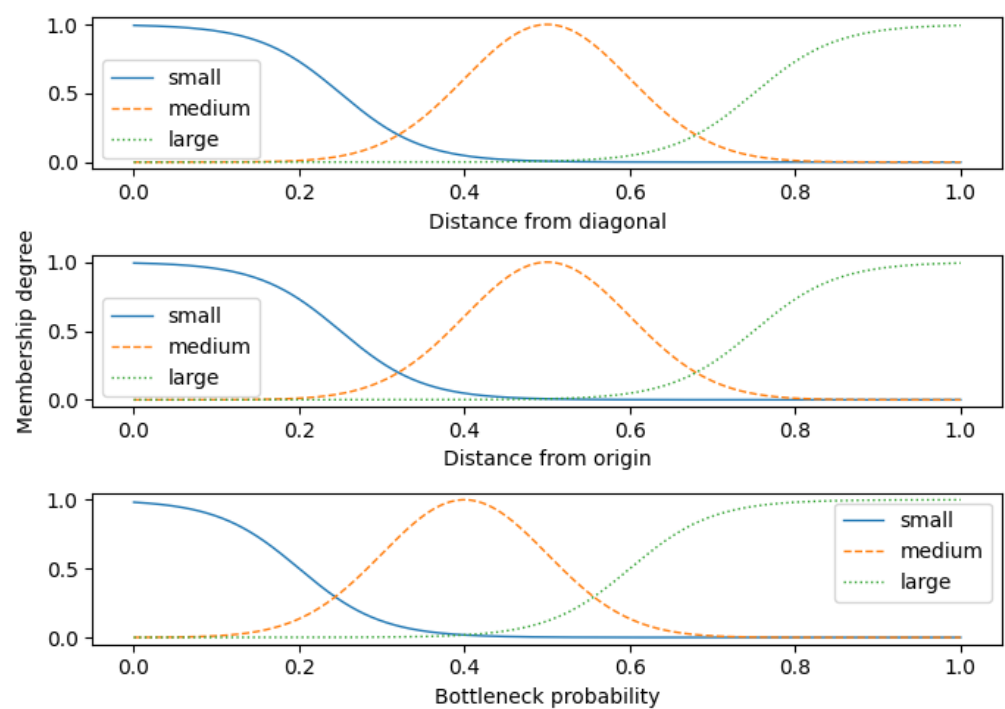 1.0
0.5
0.0
small
medium
large
0.0 0.2 0.4 0.6 0.8 1.0
Distance from diagonal
Membership degree
1.0
0.5
0.0
small
medium
large
0.0 0.2 0.4 0.6 0.8 1.0
Distance from origin
1.0
0.5
0.0
small
medium
large
0.0 0.2 0.4 0.6 0.8 1.0
Bottleneck probability